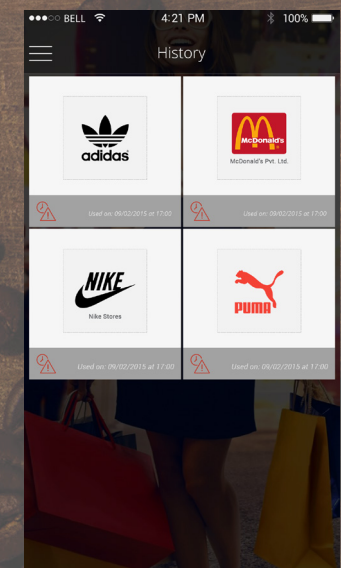 BELL 4:21 PM 100%
History
adidas
McDonald's
McDonald's Pvt. Ltd.
Used on: 09/02/2015 at 17:00
Used on: 09/02/2015 at 17:00
NIKE
Nike Stores
PUMA
Used on: 09/02/2015 at 17:00
Used on: 09/02/2015 at 17:00